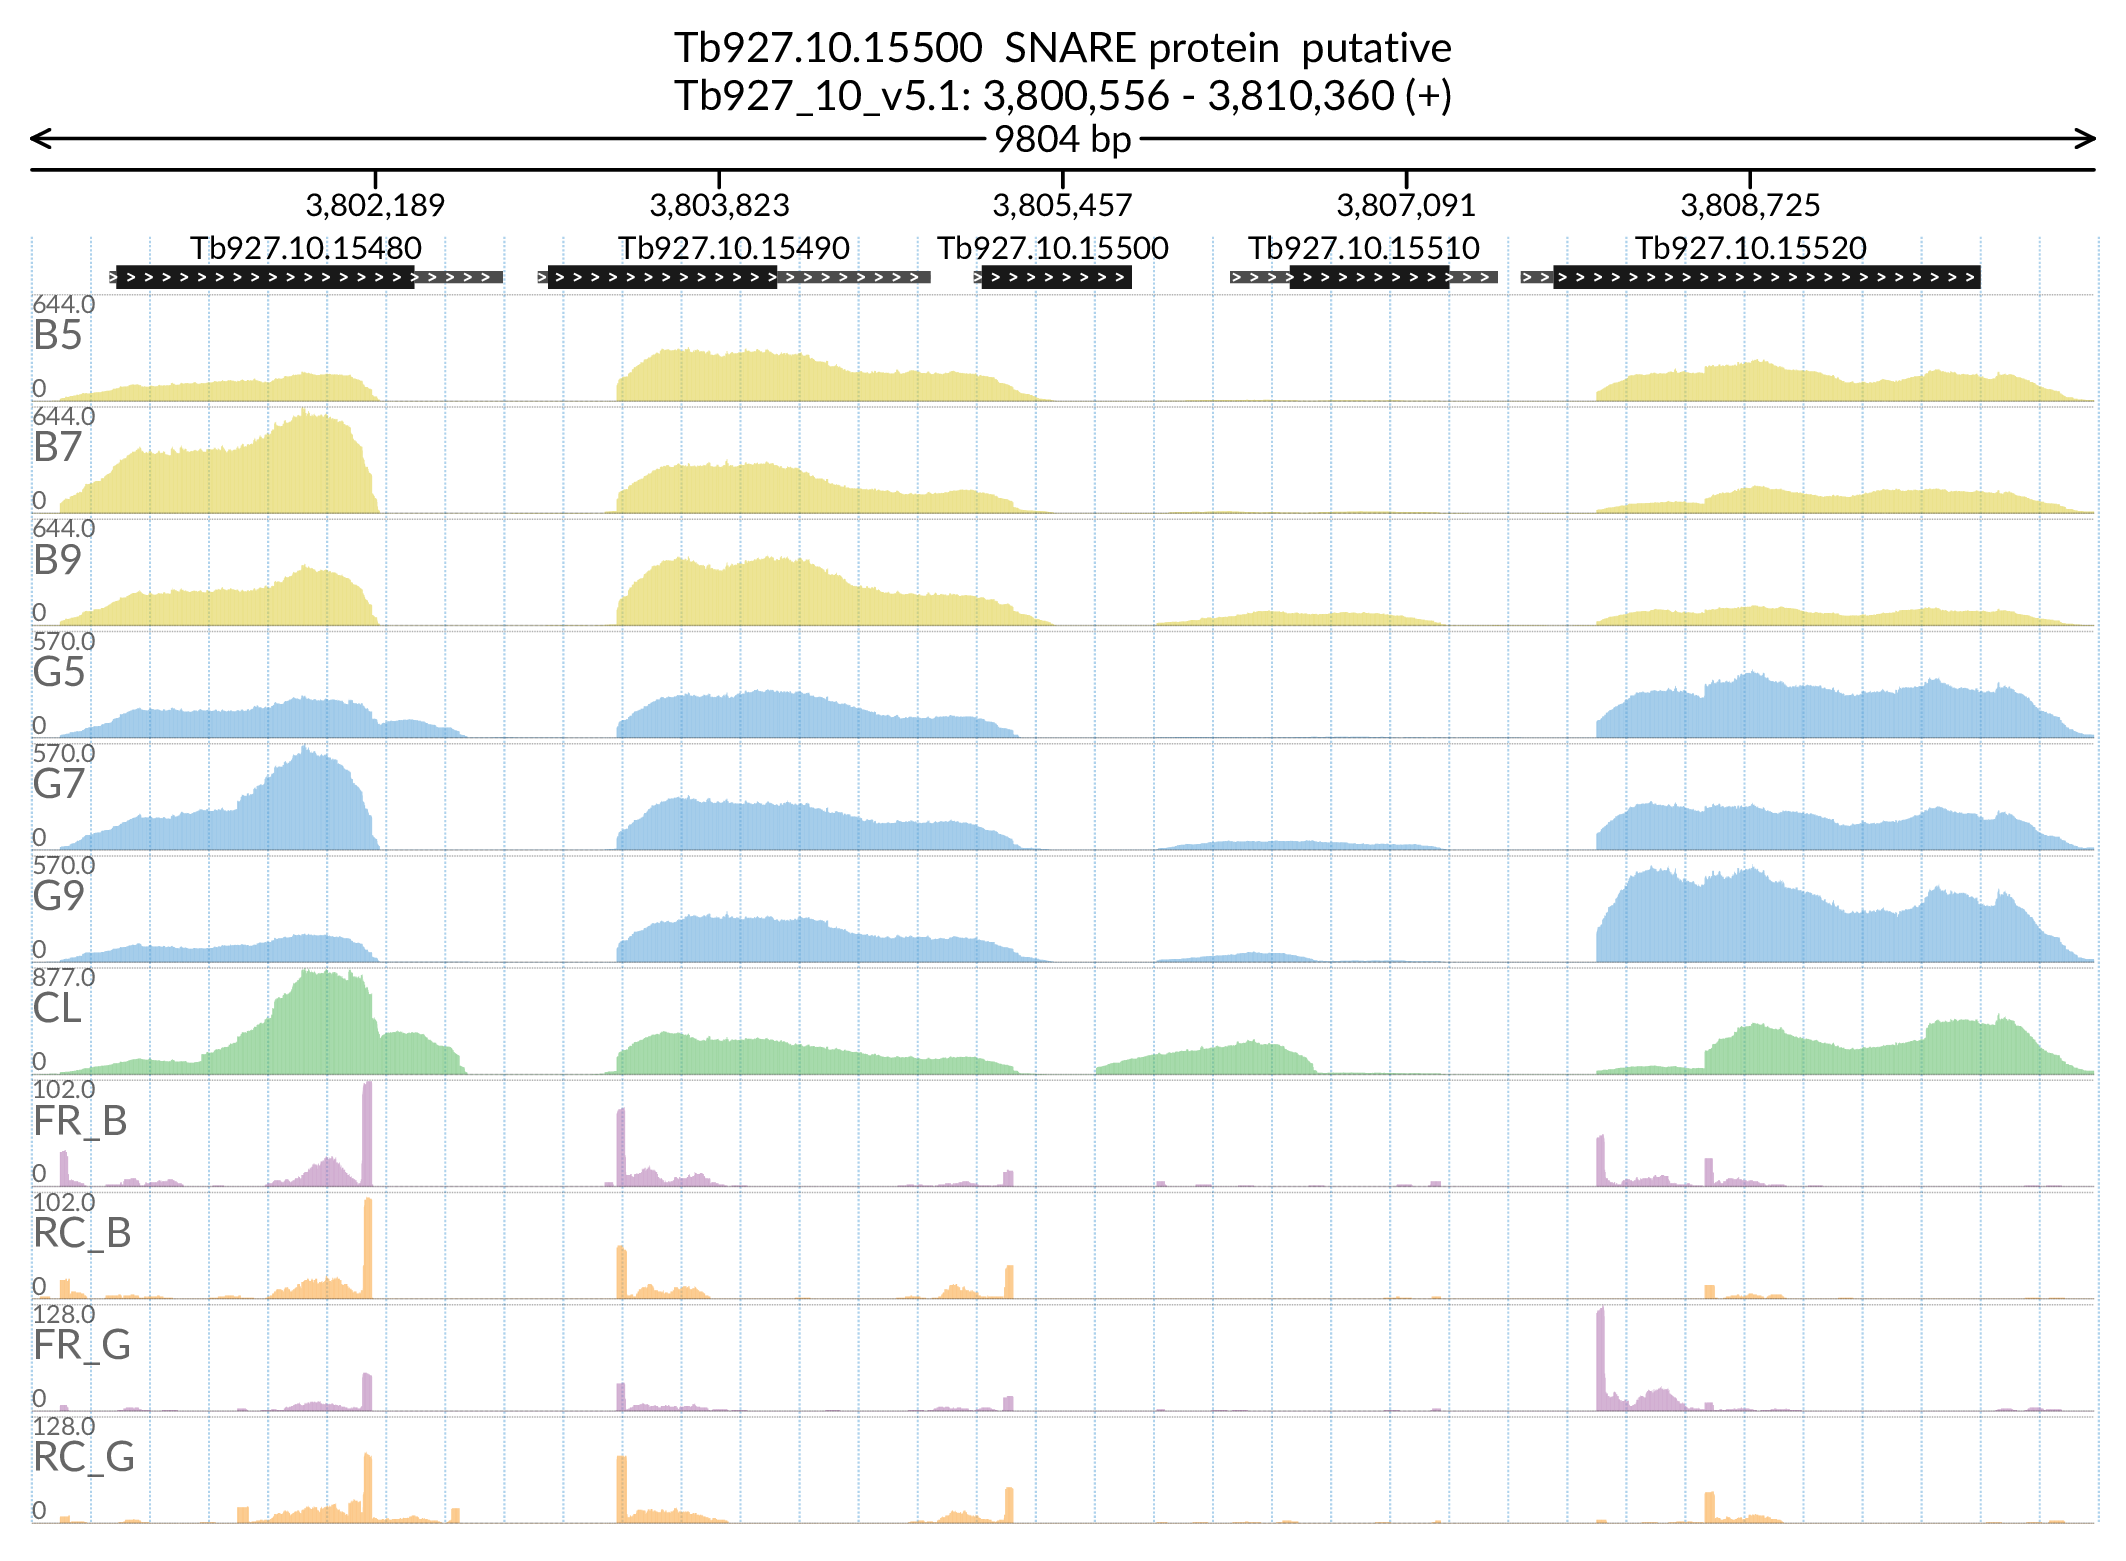 Tb927.10.15500 SNARE protein putative
Tb927_10_v5.1: 3,800,556 - 3,810,360 (+)
9804 bp
3,802,189 3,803,823 3,805,457 3,807,091 3,808,725
Tb927.10.15480 Tb927.10.15490 Tb927.10.15500 Tb927.10.15510 Tb927.10.15520
644.0
B5
0
644.0
B7
0
644.0
B9
0
570.0
G5
0
570.0
G7
0
570.0
G9
0
877.0
CL
0
102.0
FR_B
0
102.0
RC_B
0
128.0
FR_G
0
128.0
RC_G
0